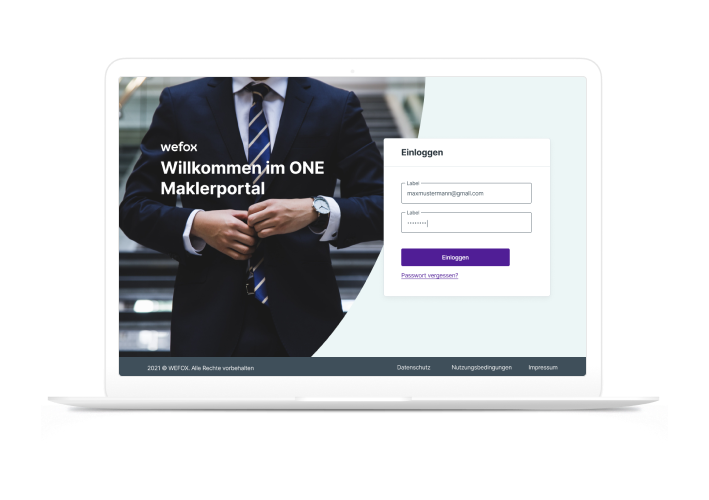 wefox
Willkommen im ONE
Maklerportal
Einloggen
Label
maxmustermann@gmail.com
Label
········|
Einloggen
Passwort vergessen?
2021 © WEFOX. Alle Rechte vorbehalten
Datenschutz
Nutzungsbedingungen
Impressum